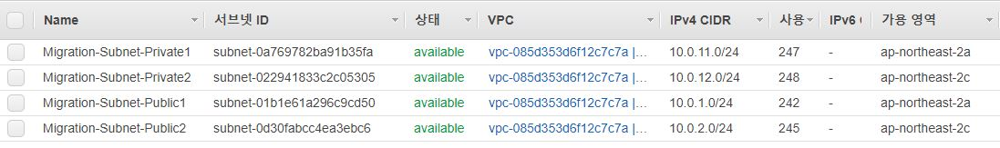 Name 서브넷 ID 상태 VPC IPv4 CIDR 사용 IPv6 가용 영역
Migration-Subnet-Private1 subnet-0a769782ba91b35fa available vpc-085d353d6f12c7c7a |... 10.0.11.0/24 247 - ap-northeast-2a
Migration-Subnet-Private2 subnet-022941833c2c05305 available vpc-085d353d6f12c7c7a |... 10.0.12.0/24 248 - ap-northeast-2c
Migration-Subnet-Public1 subnet-01b1e61a296c9cd50 available vpc-085d353d6f12c7c7a |... 10.0.1.0/24 242 - ap-northeast-2a
Migration-Subnet-Public2 subnet-0d30fabcc4ea3ebc6 available vpc-085d353d6f12c7c7a |... 10.0.2.0/24 245 - ap-northeast-2c